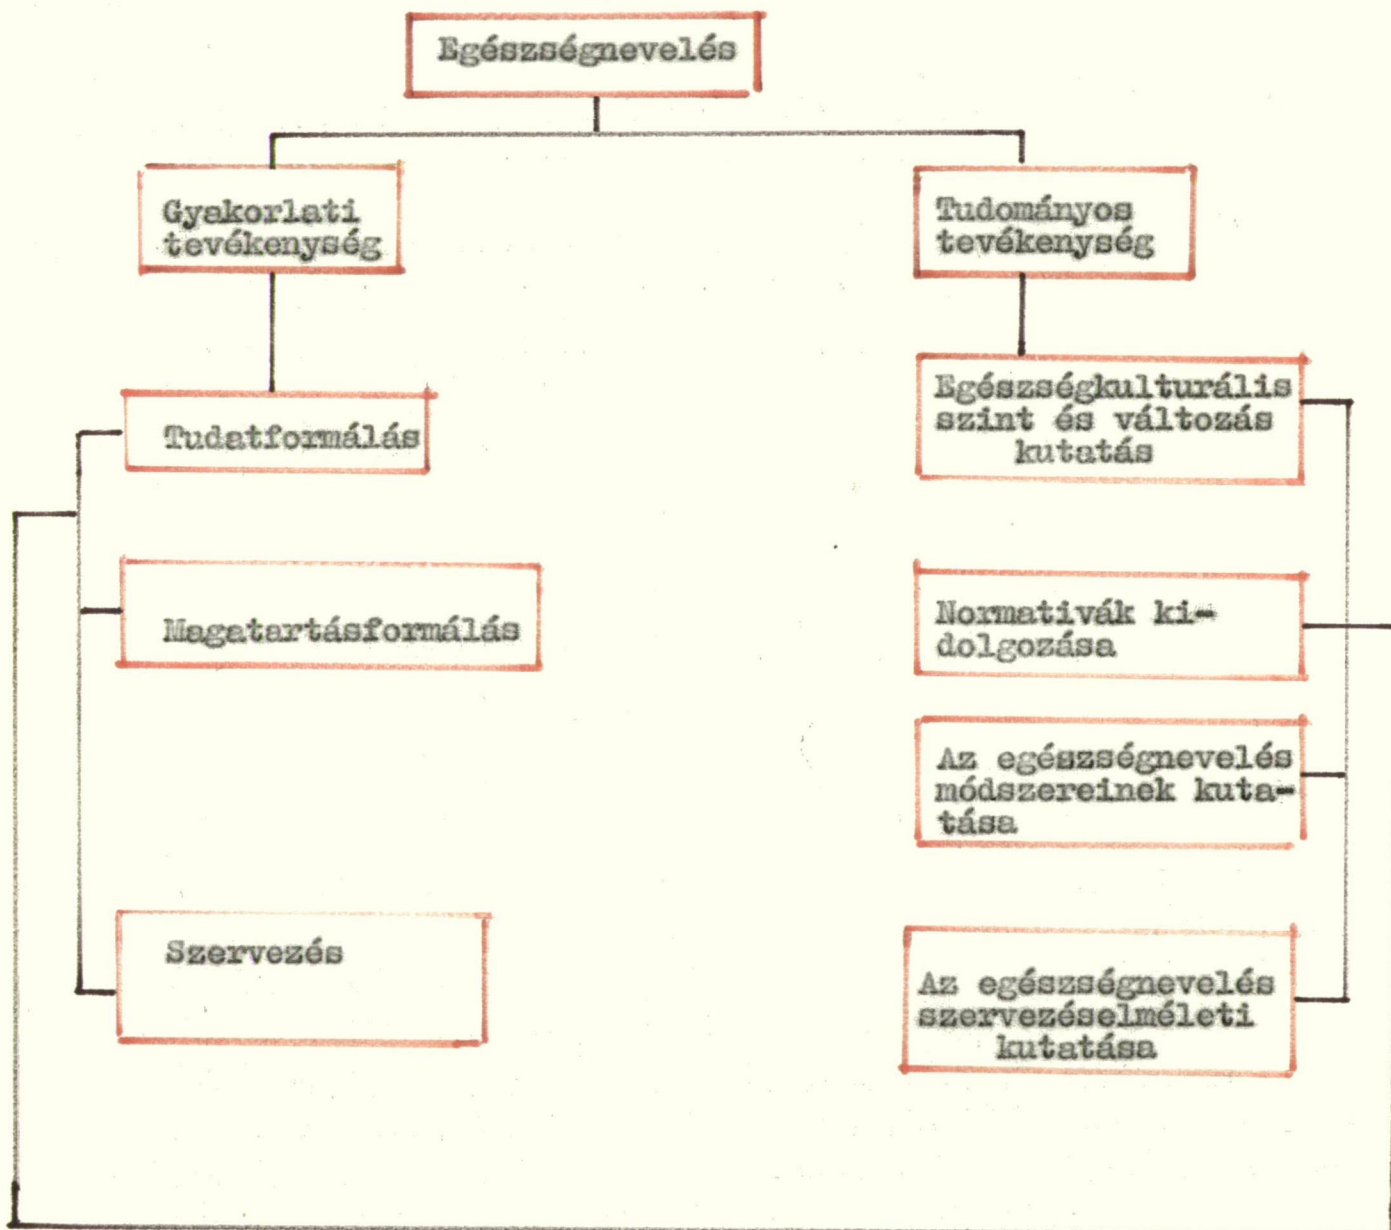 Egészségnevelés
Gyakorlati
tevékenység
Tudatformálás
Magatartásformálás
Szervezés
Tudományos
tevékenység
Egészségkulturális
szint és változás
kutatás
Normativák ki-
dolgozása
Az egészségnevelés
módszereinek kuta-
tása
Az egészségnevelés
szervezéselméleti
kutatása